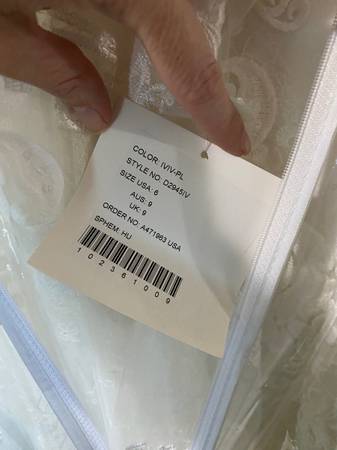 COLOR: IVIV-PL
STYLE NO: D2945IV
SIZE USA: 6
AUS: 9
UK: 9
ORDER NO: A471963 USA
SPHEM: HU
102361009